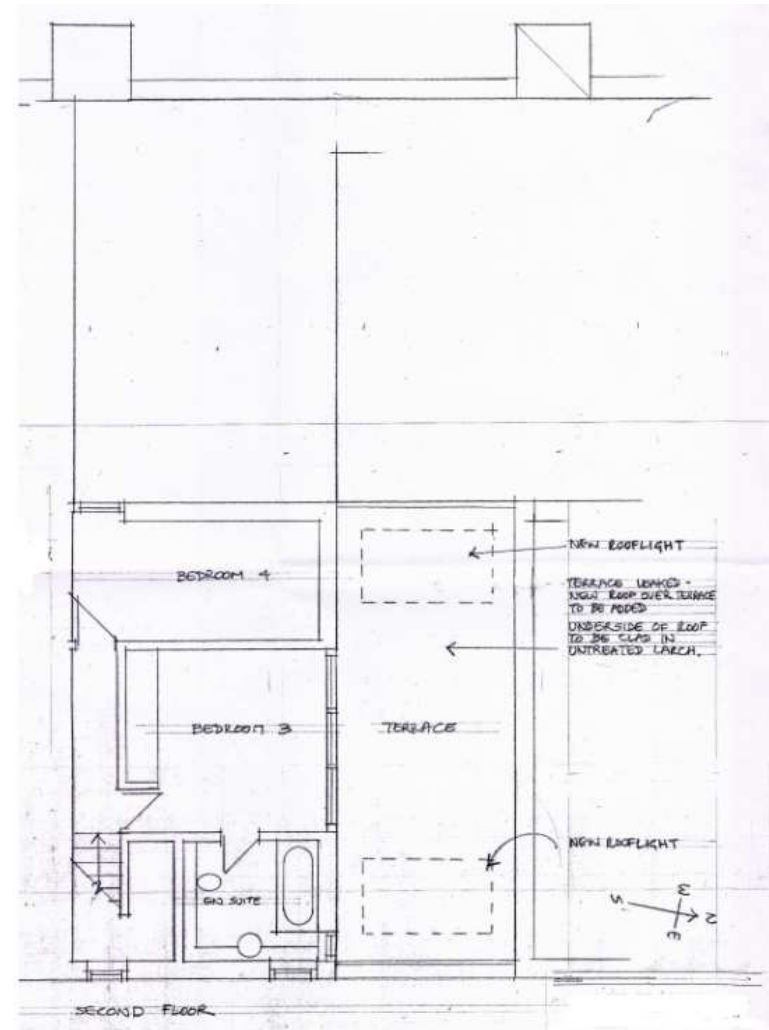 NEW ROOFLIGHT
TERRACE LEAKED -
NEW ROOF OVER TERRACE
TO BE ADDED
UNDERSIDE OF ROOF
TO BE CLAD IN
UNTREATED LARCH.
BEDROOM 4
BEDROOM 3
TERRACE
NEW ROOFLIGHT
EN SUITE
S
W
N
E
SECOND FLOOR